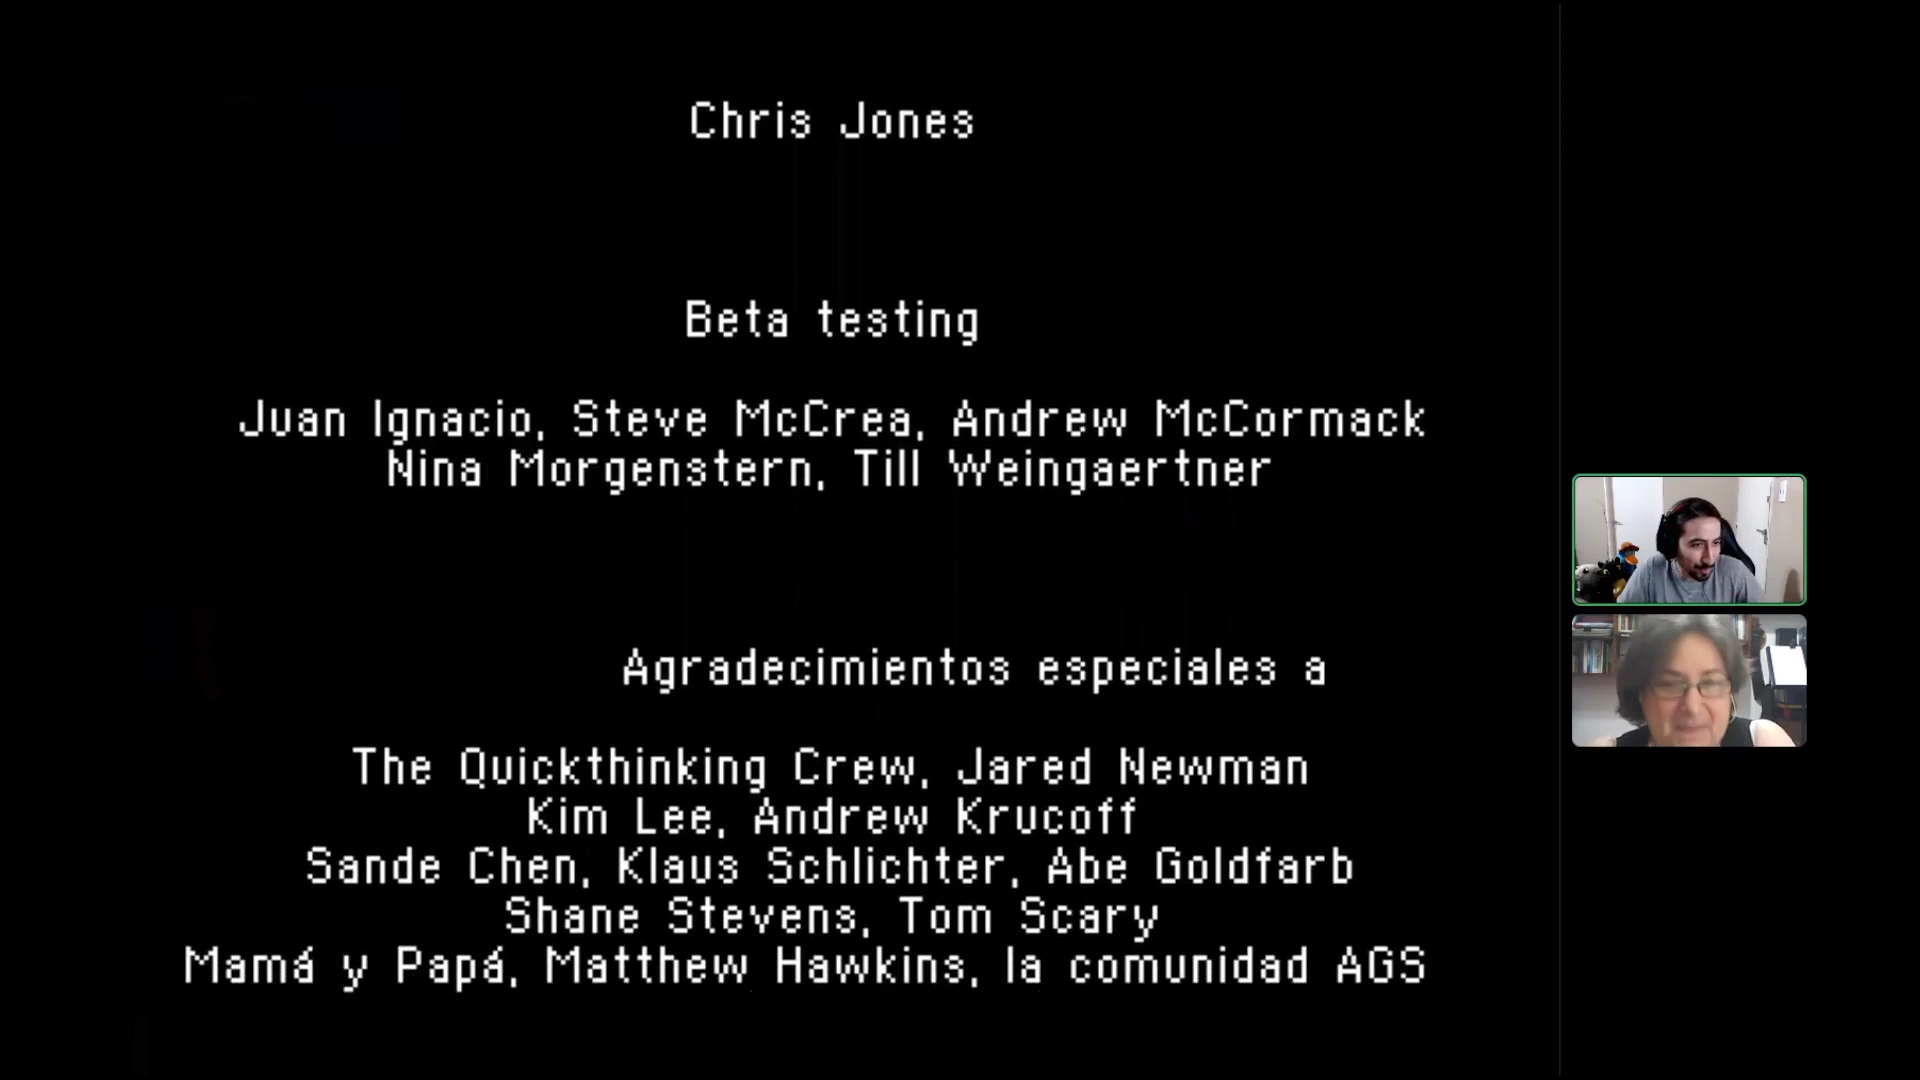 Chris Jones
Beta testing
Juan Ignacio, Steve McCrea, Andrew McCormack
Nina Morgenstern, Till Weingaertner
Agradecimientos especiales a
The Quickthinking Crew, Jared Newman
Kim Lee, Andrew Krucoff
Sande Chen, Klaus Schlichter, Abe Goldfarb
Shane Stevens, Tom Scary
Mamá y Papá, Matthew Hawkins, la comunidad AGS